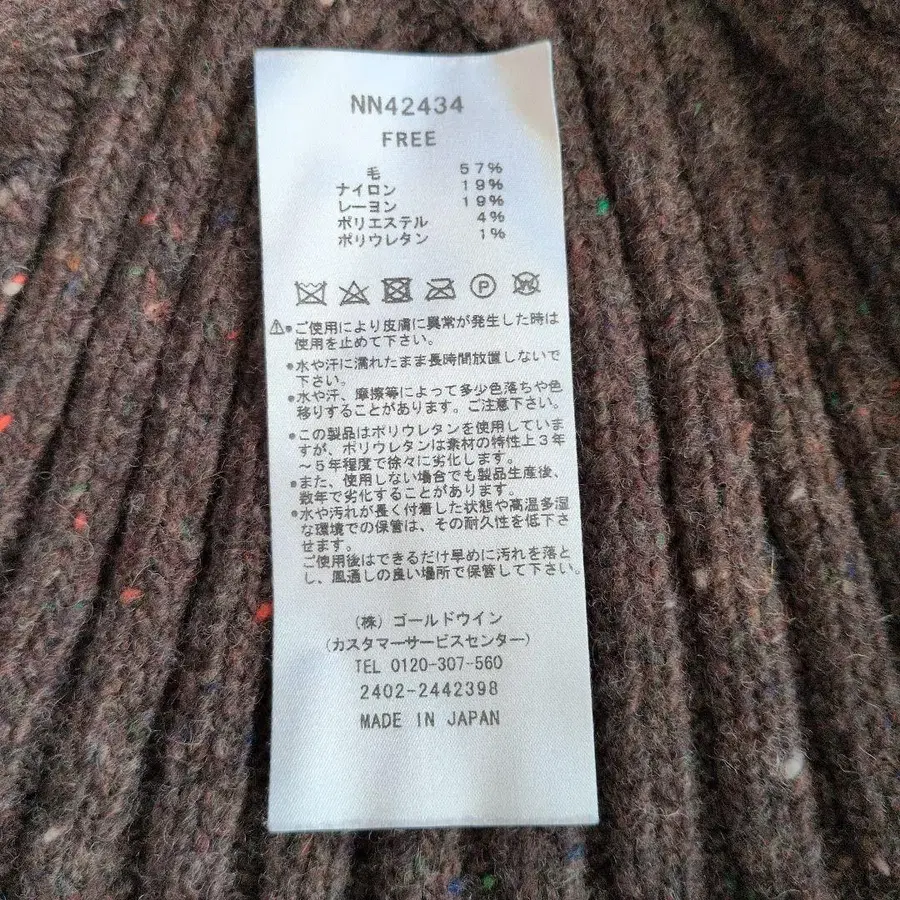 NN42434
FREE
毛 57%
ナイロン 19%
レーヨン 19%
ポリエステル 4%
ポリウレタン 1%
P
W
⚠●ご使用により皮膚に異常が発生した時は
使用を止めて下さい。
●水や汗に濡れたまま長時間放置しないで
下さい。
●水や汗、摩擦等によって多少色落ちや色
移りすることがあります。ご注意下さい。
●この製品はポリウレタンを使用していま
すが、ポリウレタンは素材の特性上3年
～5年程度で徐々に劣化します。
●また、使用しない場合でも製品生産後、
数年で劣化することがあります。
●水や汚れが長く付着した状態や高温多湿
な環境での保管は、その耐久性を低下さ
せます。
ご使用後はできるだけ早めに汚れを落と
し、風通しの良い場所で保管して下さい。
(株) ゴールドウイン
(カスタマーサービスセンター)
TEL 0120-307-560
2402-2442398
MADE IN JAPAN